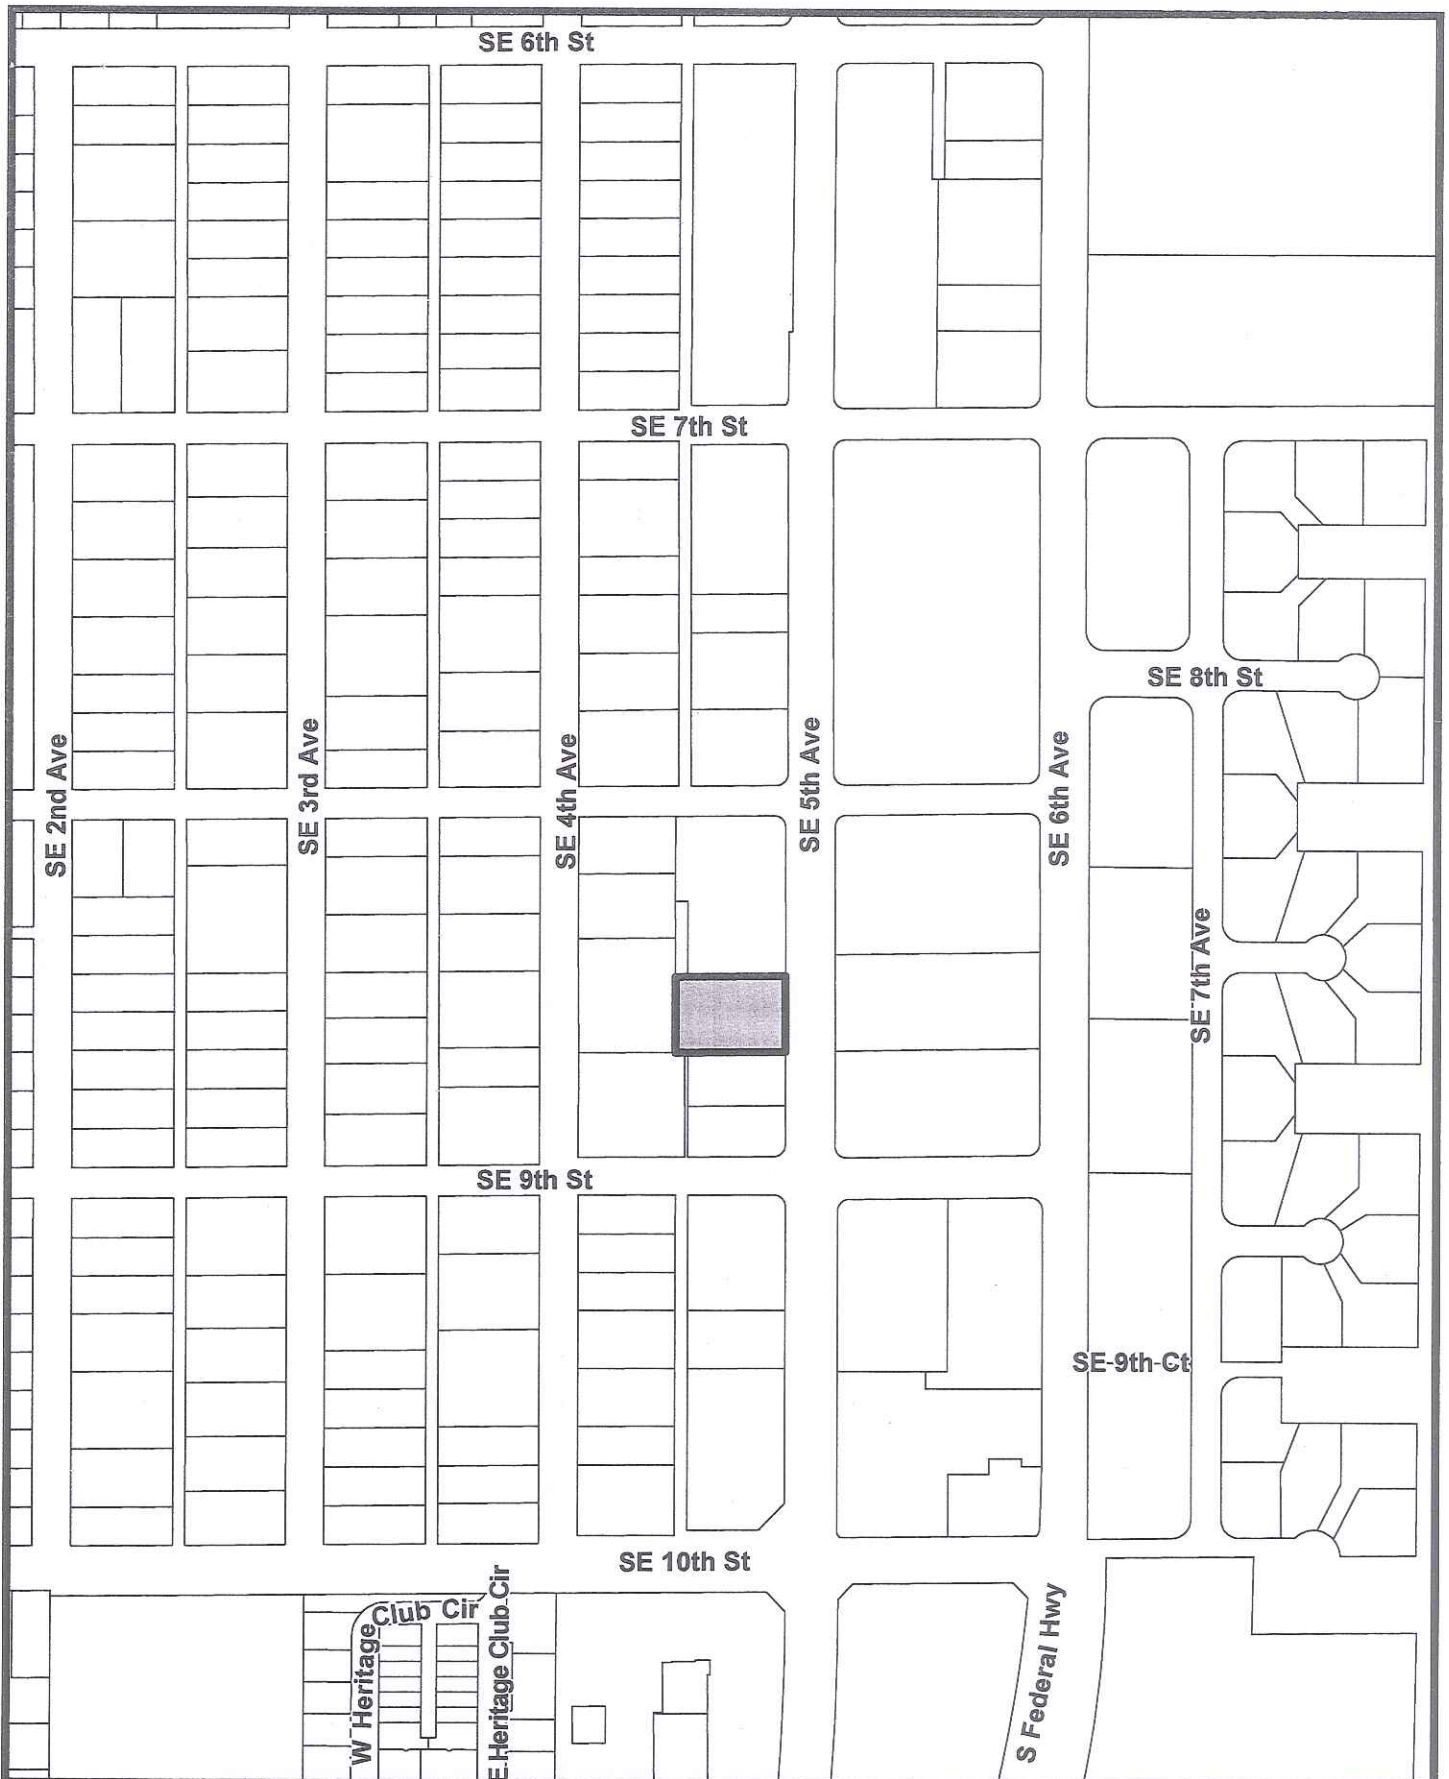 SE 6th St
SE 7th St
SE 8th St
SE 2nd Ave
SE 3rd Ave
SE 4th Ave
SE 5th Ave
SE 6th Ave
SE 7th Ave
SE 9th St
SE 9th Ct
SE 10th St
W Heritage Club Cir
E Heritage Club Cir
S Federal Hwy